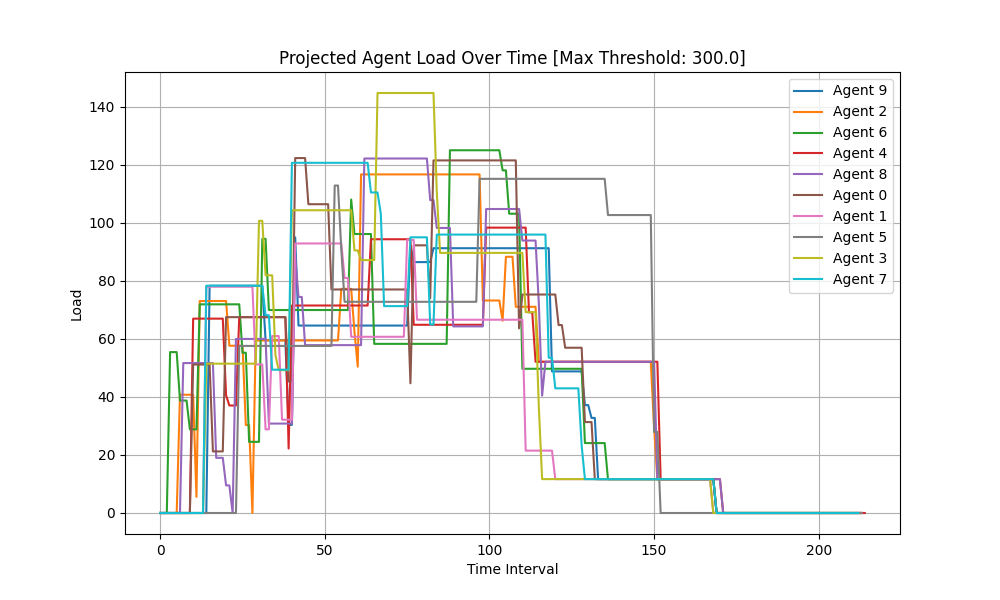 Projected Agent Load Over Time [Max Threshold: 300.0]
Load
140
120
100
80
60
40
20
0
0 50 100 150 200
Time Interval
Agent 9
Agent 2
Agent 6
Agent 4
Agent 8
Agent 0
Agent 1
Agent 5
Agent 3
Agent 7